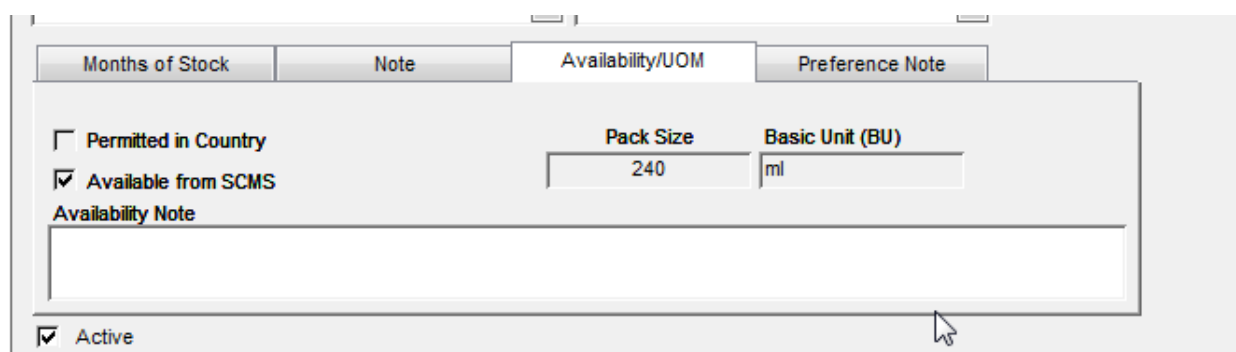 Months of Stock Note Availability/UOM Preference Note
Permitted in Country Pack Size Basic Unit (BU)
240 ml
Available from SCMS
Availability Note
Active